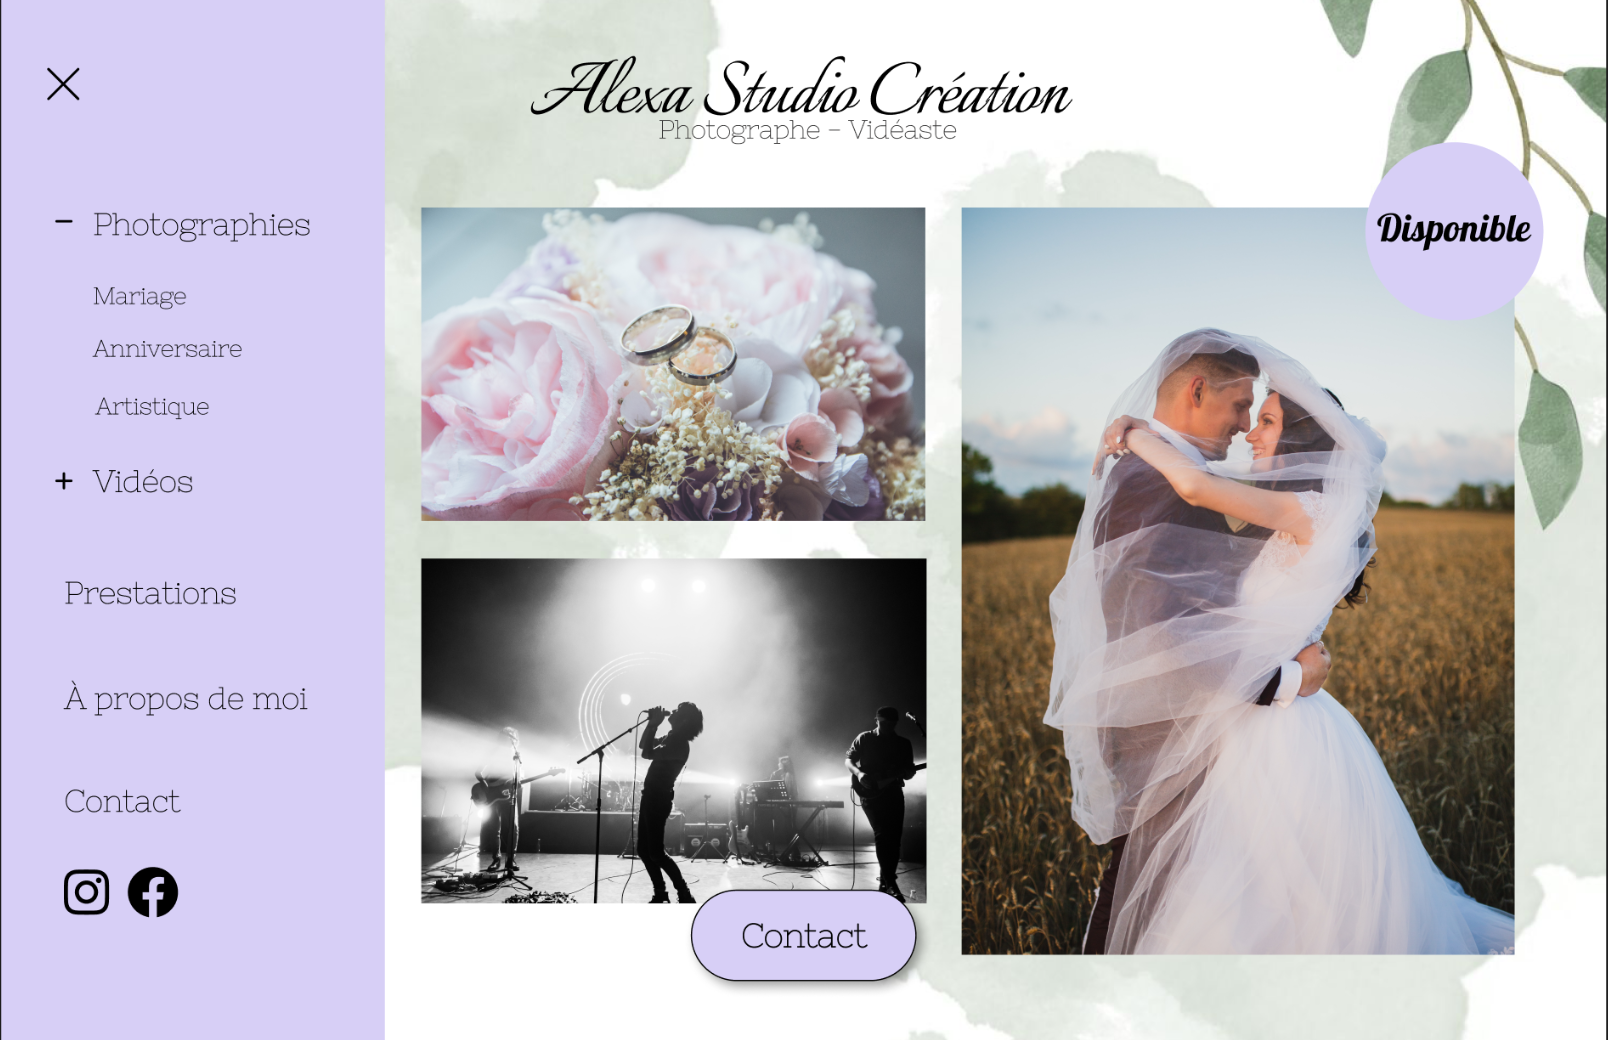 Alexa Studio Création
Photographe - Vidéaste
Photographies
Mariage
Anniversaire
Artistique
Vidéos
Prestations
À propos de moi
Contact
Disponible
Contact